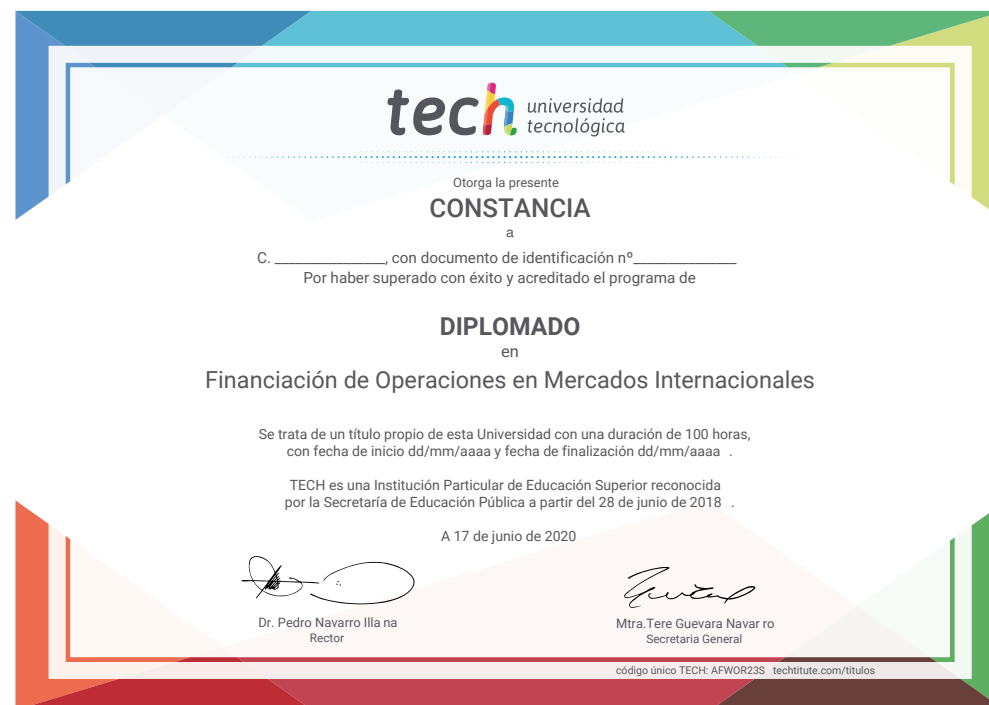 tech universidad
tecnológica
Otorga la presente
CONSTANCIA
a
C. ________________, con documento de identificación nº_______________
Por haber superado con éxito y acreditado el programa de
DIPLOMADO
en
Financiación de Operaciones en Mercados Internacionales
Se trata de un título propio de esta Universidad con una duración de 100 horas,
con fecha de inicio dd/mm/aaaa y fecha de finalización dd/mm/aaaa .
TECH es una Institución Particular de Educación Superior reconocida
por la Secretaría de Educación Pública a partir del 28 de junio de 2018 .
A 17 de junio de 2020
Dr. Pedro Navarro Illa na
Rector
Mtra.Tere Guevara Navar ro
Secretaria General
código único TECH: AFWOR23S techtitute.com/titulos